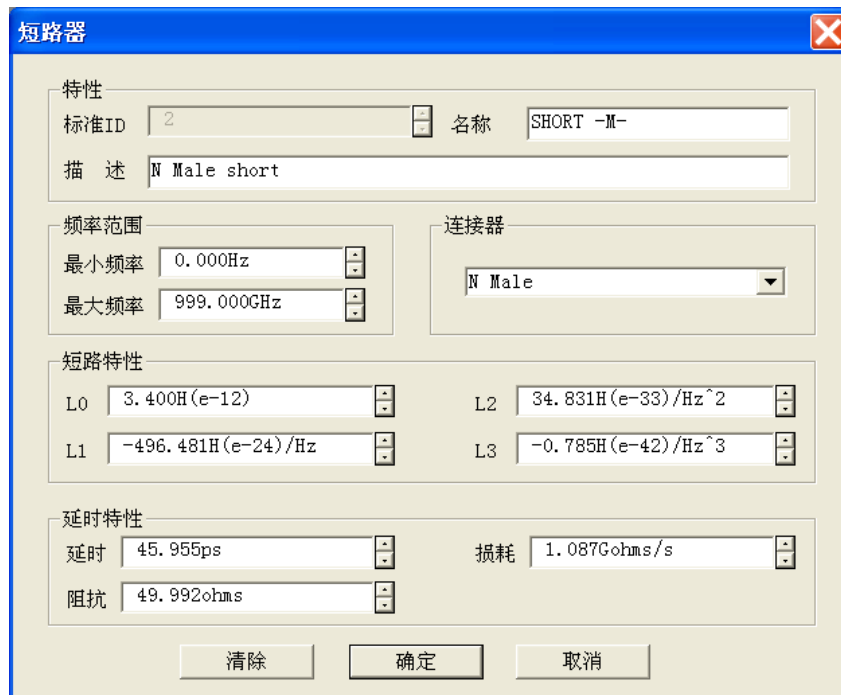 短路器
特性
标准ID 2 名称 SHORT -M-
描 述 N Male short
频率范围 连接器
最小频率 0.000Hz
N Male
最大频率 999.000GHz
短路特性
L0 3.400H(e-12) L2 34.831H(e-33)/Hz^2
L1 -496.481H(e-24)/Hz L3 -0.785H(e-42)/Hz^3
延时特性
延时 45.955ps 损耗 1.087Gohms/s
阻抗 49.992ohms
清除 确定 取消